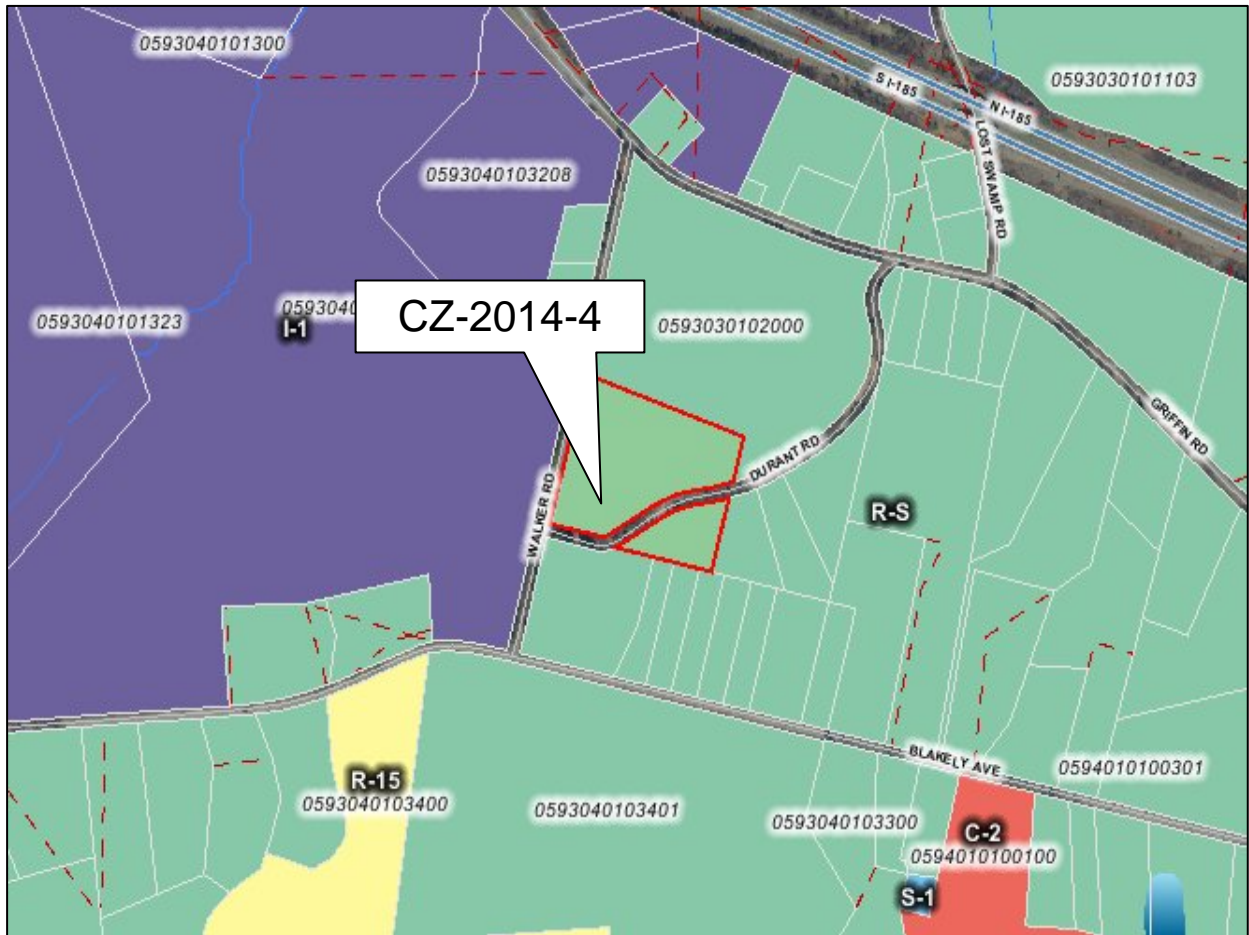 0593040101300
S I-185
N I-185
0593030101103
LOST SWAMP RD
0593040103208
0593040101323
059304
I-1
CZ-2014-4
0593030102000
GRIFFIN RD
DURANT RD
WALKER RD
R-S
BLAKELY AVE
0594010100301
R-15
0593040103400
0593040103401
0593040103300
C-2
0594010100100
S-1